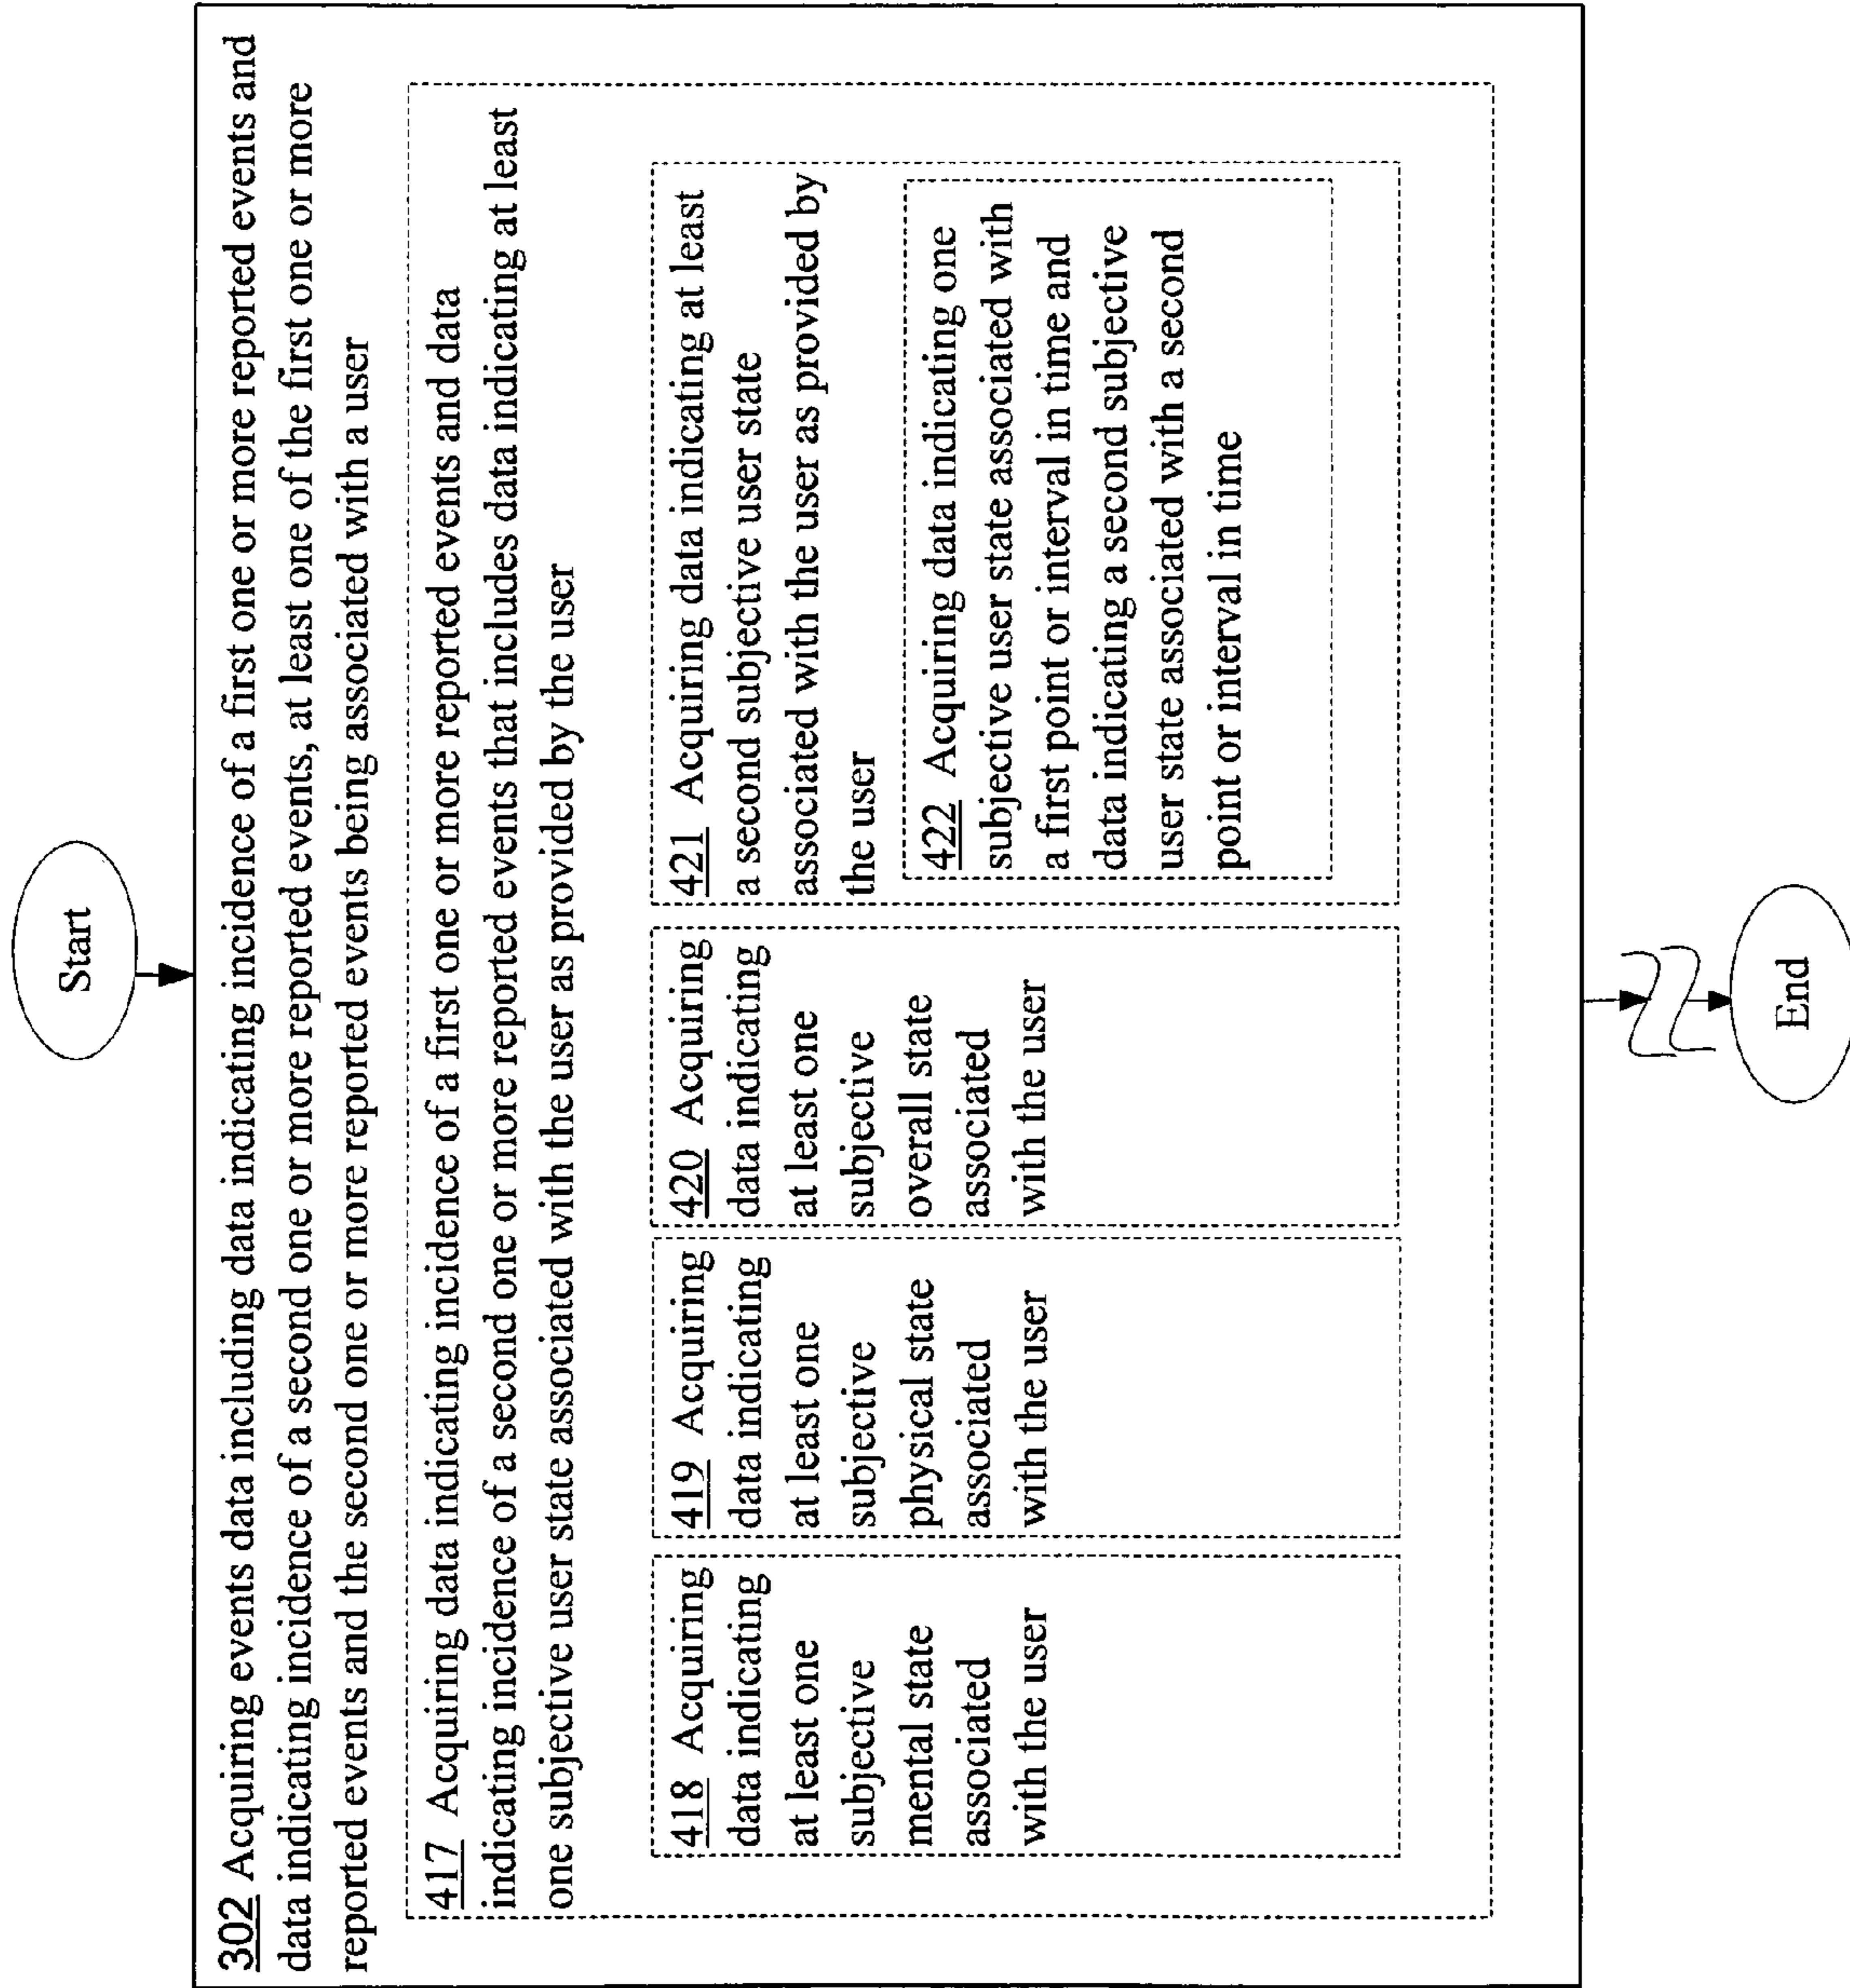 Start
302 Acquiring events data including data indicating incidence of a first one or more reported events and
data indicating incidence of a second one or more reported events, at least one of the first one or more
reported events and the second one or more reported events being associated with a user
417 Acquiring data indicating incidence of a first one or more reported events and data
indicating incidence of a second one or more reported events that includes data indicating at least
one subjective user state associated with the user as provided by the user
418 Acquiring
data indicating
at least one
subjective
mental state
associated
with the user
419 Acquiring
data indicating
at least one
subjective
physical state
associated
with the user
420 Acquiring
data indicating
at least one
subjective
overall state
associated
with the user
421 Acquiring data indicating at least
a second subjective user state
associated with the user as provided by
the user
422 Acquiring data indicating one
subjective user state associated with
a first point or interval in time and
data indicating a second subjective
user state associated with a second
point or interval in time
End